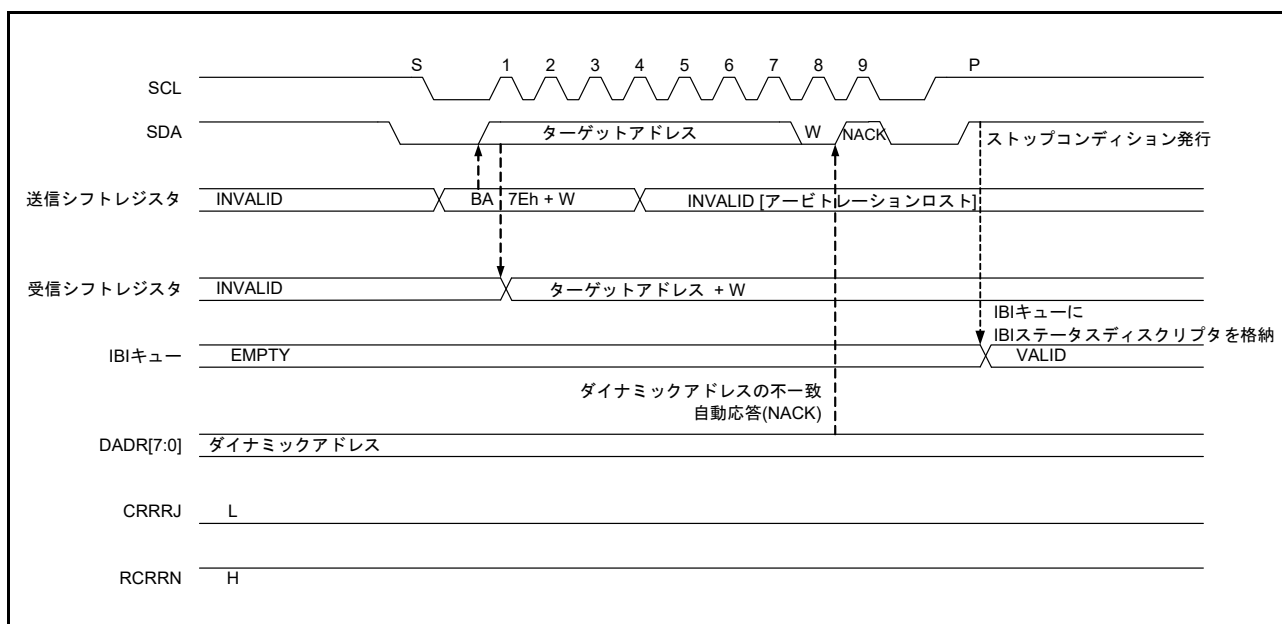 S 1 2 3 4 5 6 7 8 9 P
SCL
SDA ターゲットアドレス W NACK ストップコンディション発行
送信シフトレジスタ INVALID BA 7Eh + W INVALID [アービトレーションロスト]
受信シフトレジスタ INVALID ターゲットアドレス + W
IBIキューに
IBIステータスディスクリプタを格納
IBIキュー EMPTY VALID
ダイナミックアドレスの不一致
自動応答(NACK)
DADR[7:0] ダイナミックアドレス
CRRRJ L
RCRRN H